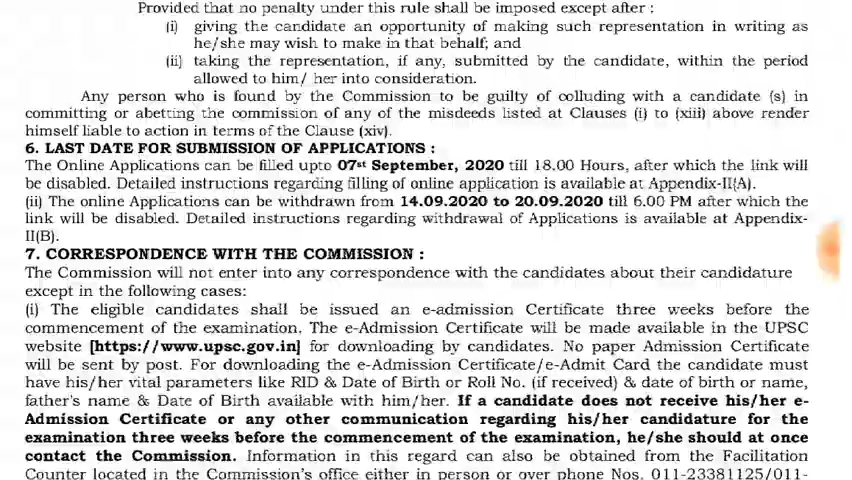 Provided that no penalty under this rule shall be imposed except after :
(i) giving the candidate an opportunity of making such representation in writing as
he/she may wish to make in that behalf; and
(ii) taking the representation, if any, submitted by the candidate, within the period
allowed to him/ her into consideration.
Any person who is found by the Commission to be guilty of colluding with a candidate (s) in
committing or abetting the commission of any of the misdeeds listed at Clauses (i) to (xiii) above render
himself liable to action in terms of the Clause (xiv).
6. LAST DATE FOR SUBMISSION OF APPLICATIONS :
The Online Applications can be filled upto 07st September, 2020 till 18.00 Hours, after which the link will
be disabled. Detailed instructions regarding filling of online application is available at Appendix-II(A).
(ii) The online Applications can be withdrawn from 14.09.2020 to 20.09.2020 till 6.00 PM after which the
link will be disabled. Detailed instructions regarding withdrawal of Applications is available at Appendix-
II(B).
7. CORRESPONDENCE WITH THE COMMISSION :
The Commission will not enter into any correspondence with the candidates about their candidature
except in the following cases:
(i) The eligible candidates shall be issued an e-admission Certificate three weeks before the
commencement of the examination. The e-Admission Certificate will be made available in the UPSC
website [https://www.upsc.gov.in] for downloading by candidates. No paper Admission Certificate
will be sent by post. For downloading the e-Admission Certificate/e-Admit Card the candidate must
have his/her vital parameters like RID & Date of Birth or Roll No. (if received) & date of birth or name,
father's name & Date of Birth available with him/her. If a candidate does not receive his/her e-
Admission Certificate or any other communication regarding his/her candidature for the
examination three weeks before the commencement of the examination, he/she should at once
contact the Commission. Information in this regard can also be obtained from the Facilitation
Counter located in the Commission's office either in person or over phone Nos. 011-23381125/011-